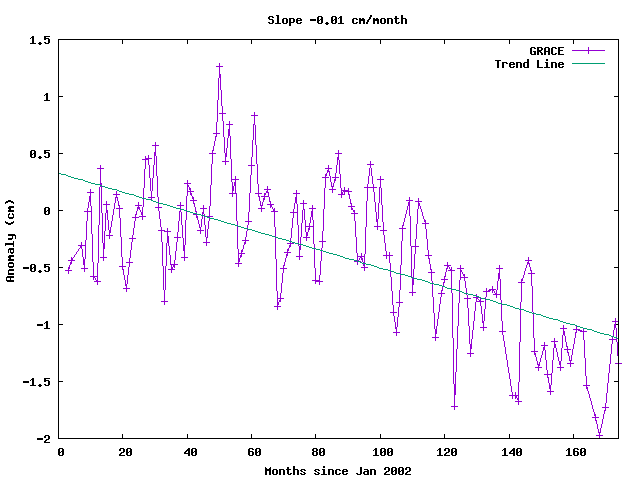 Slope -0.01 cm/month
GRACE
Trend Line
Anomaly (cm)
1.5
1
0.5
0
-0.5
-1
-1.5
-2
0 20 40 60 80 100 120 140 160
Months since Jan 2002